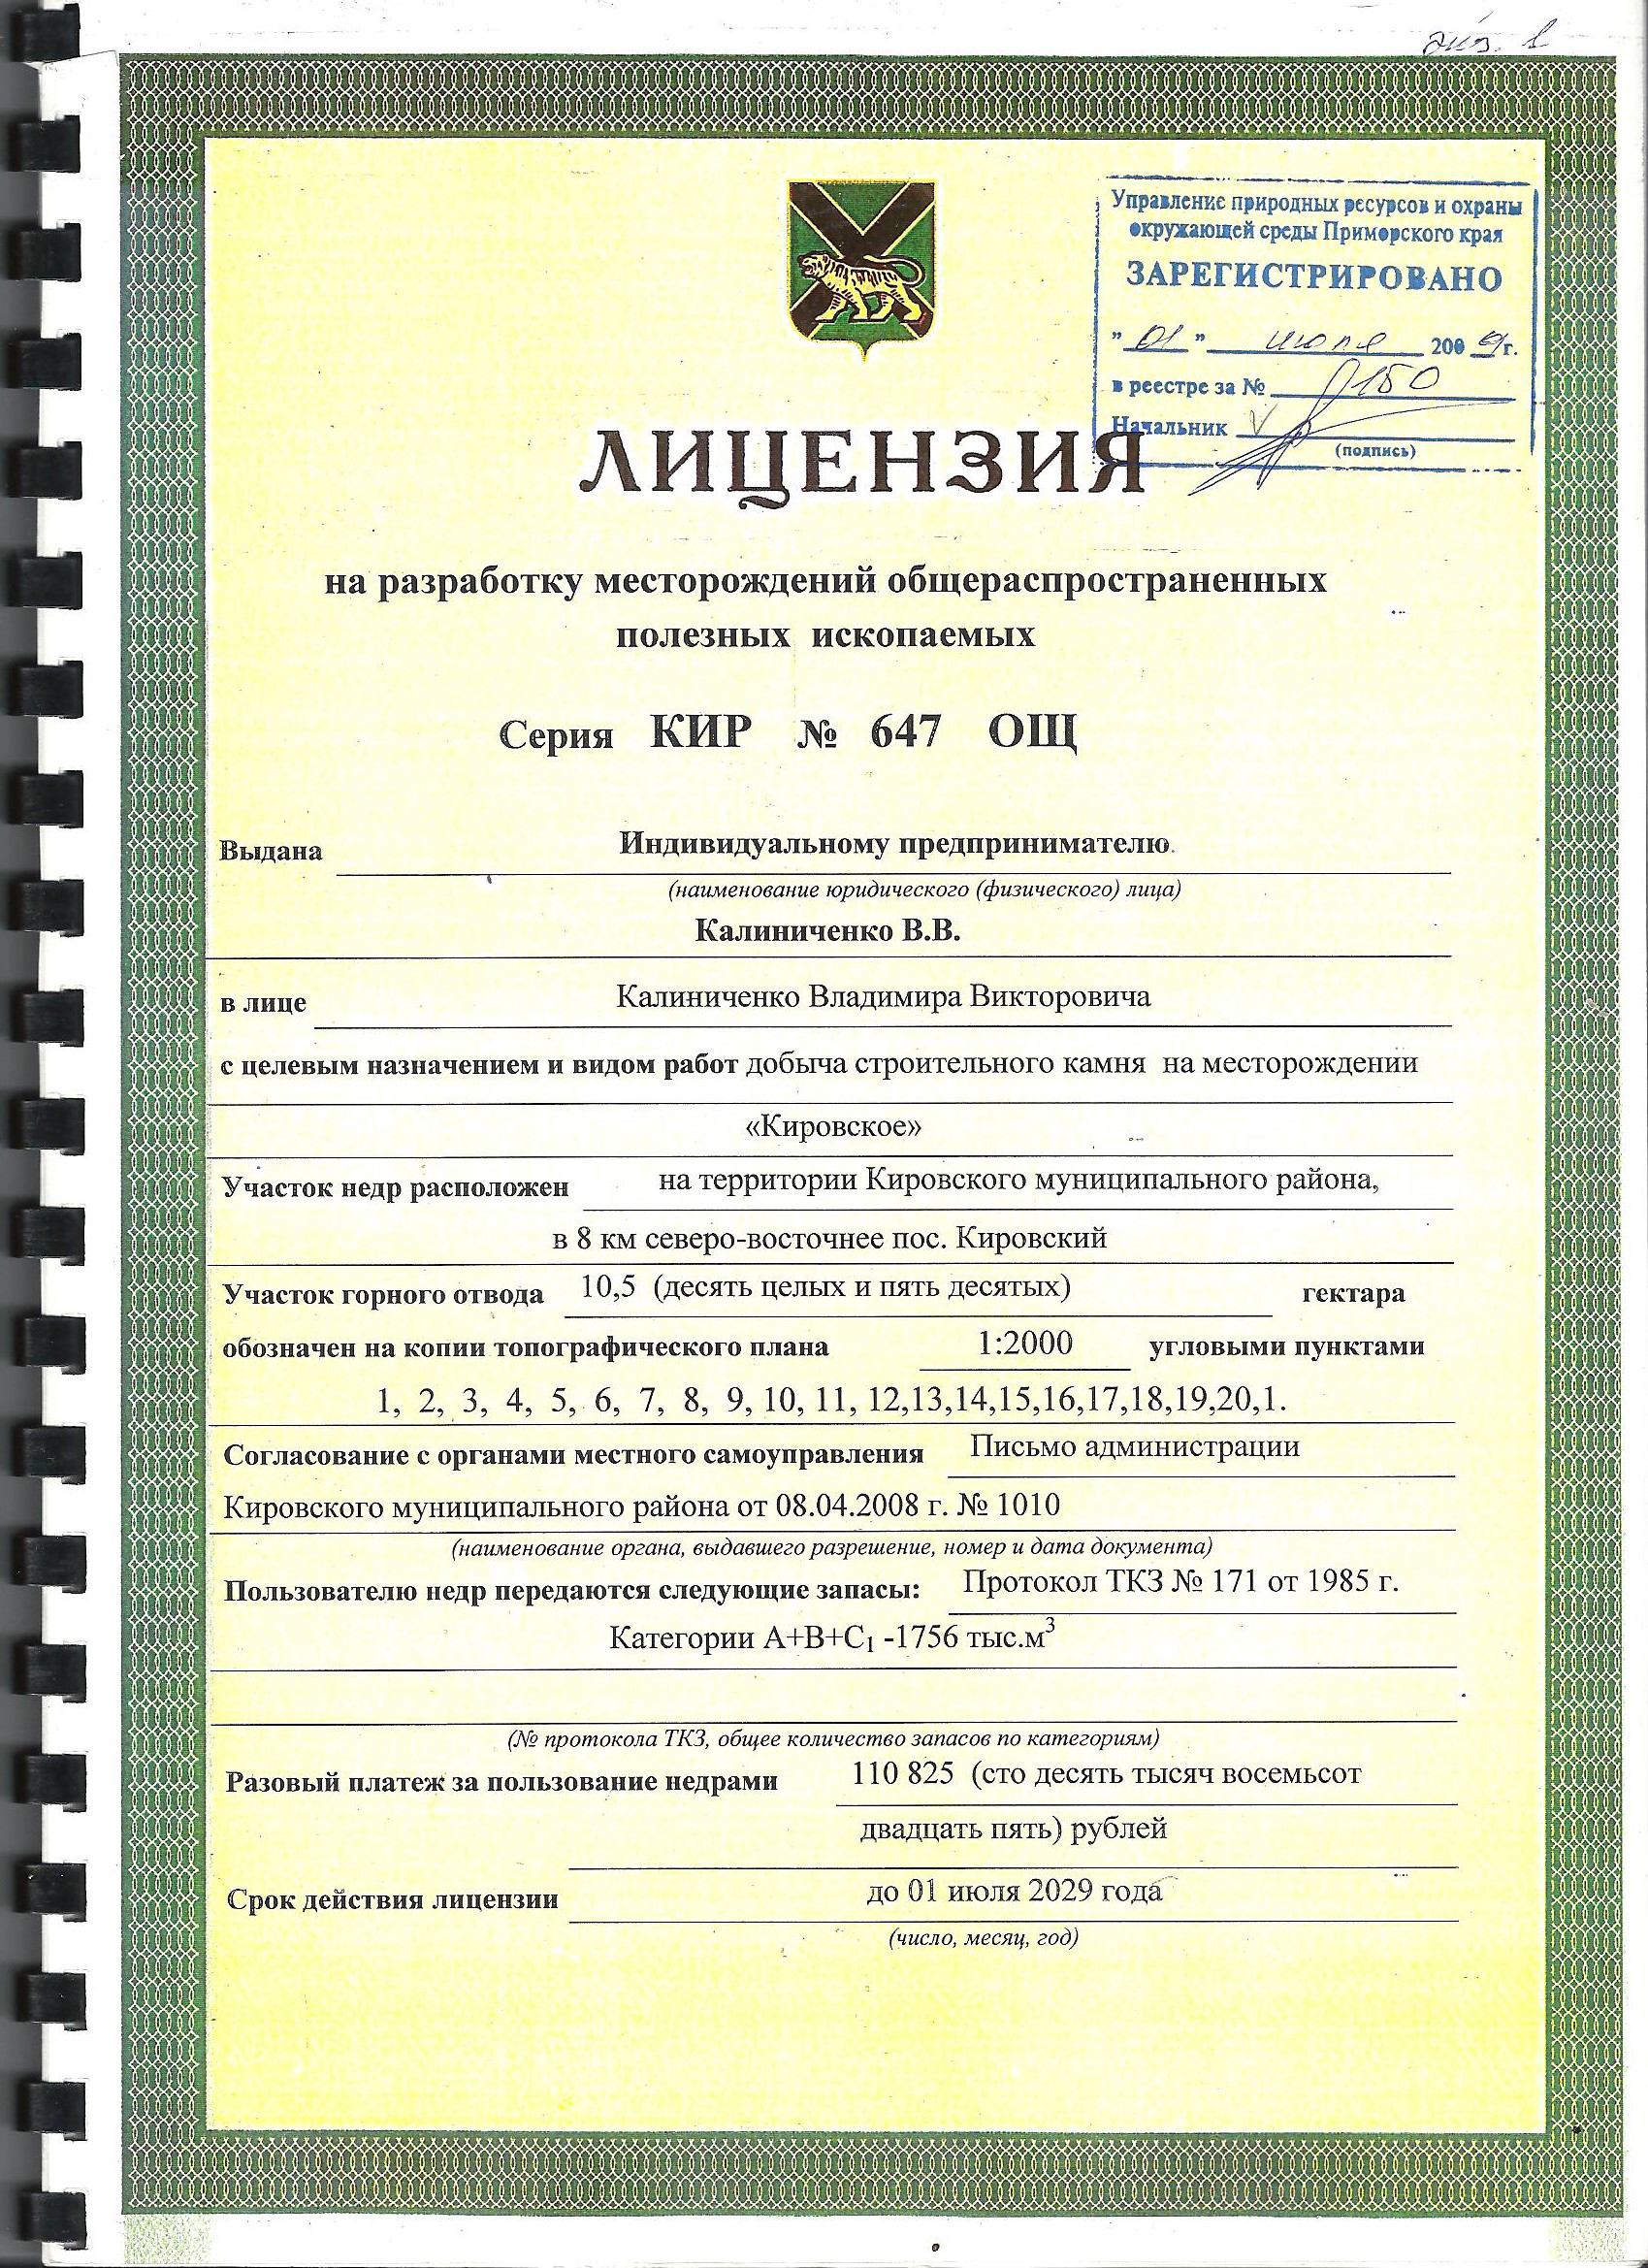 экз. 1
Управление природных ресурсов и охраны
окружающей среды Приморского края
ЗАРЕГИСТРИРОВАНО
"01" июля 2009г.
в реестре за № 1150
Начальник
(подпись)
ЛИЦЕНЗИЯ
на разработку месторождений общераспространенных
полезных ископаемых
Серия КИР № 647 ОЩ
Выдана Индивидуальному предпринимателю
(наименование юридического (физического) лица)
Калиниченко В.В.
в лице Калиниченко Владимира Викторовича
с целевым назначением и видом работ добыча строительного камня на месторождении
«Кировское»
Участок недр расположен на территории Кировского муниципального района,
в 8 км северо-восточнее пос. Кировский
Участок горного отвода 10,5 (десять целых и пять десятых) гектара
обозначен на копии топографического плана 1:2000 угловыми пунктами
1, 2, 3, 4, 5, 6, 7, 8, 9, 10, 11, 12,13,14,15,16,17,18,19,20,1.
Согласование с органами местного самоуправления Письмо администрации
Кировского муниципального района от 08.04.2008 г. № 1010
(наименование органа, выдавшего разрешение, номер и дата документа)
Пользователю недр передаются следующие запасы: Протокол ТКЗ № 171 от 1985 г.
Категории А+В+С₁ -1756 тыс.м³
(№ протокола ТКЗ, общее количество запасов по категориям)
Разовый платеж за пользование недрами 110 825 (сто десять тысяч восемьсот
двадцать пять) рублей
Срок действия лицензии до 01 июля 2029 года
(число, месяц, год)